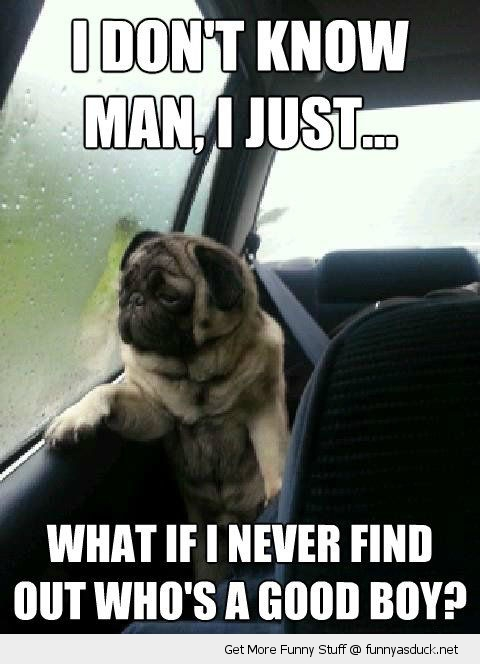 I DON'T KNOW
MAN, I JUST...
WHAT IF I NEVER FIND
OUT WHO'S A GOOD BOY?
Get More Funny Stuff @ funnyasduck.net